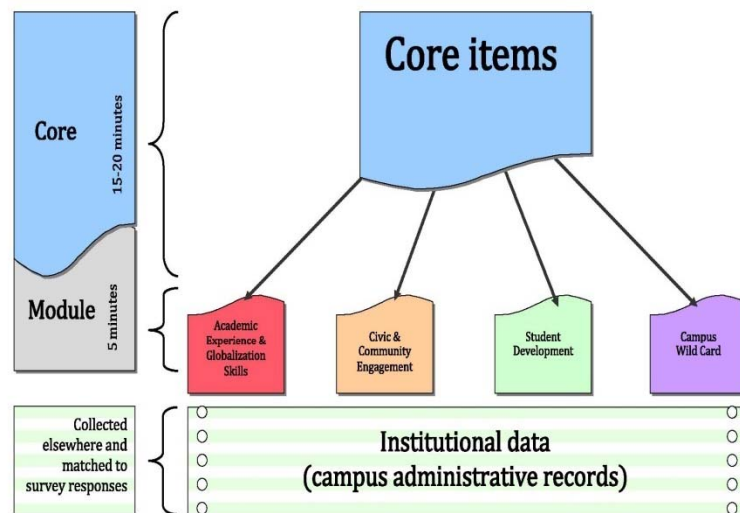 Core
15-20 minutes
Module
5 minutes
Core items
Academic
Experience &
Globalization
Skills
Civic &
Community
Engagement
Student
Development
Campus
Wild Card
Collected
elsewhere and
matched to
survey responses
Institutional data
(campus administrative records)